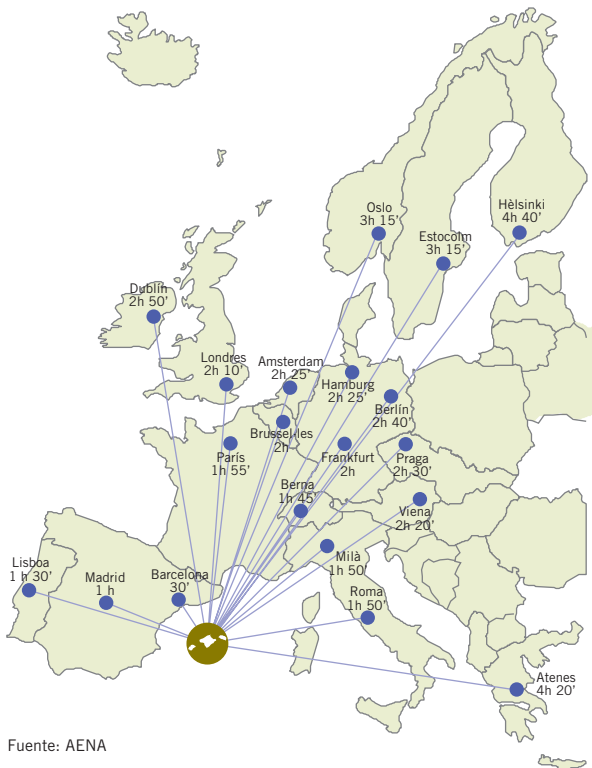 Oslo
3h 15’
Hèlsinki
4h 40’
Estocolm
3h 15’
Dublín
2h 50’
Londres
2h 10’
Amsterdam
2h 25’
Hamburg
2h 25’
Berlín
2h 40’
Brussel·les
2h
París
1h 55’
Frankfurt
2h
Praga
2h 30’
Berna
1h 45’
Viena
2h 20’
Milà
1h 50’
Lisboa
1 h 30’
Madrid
1 h
Barcelona
30’
Roma
1h 50’
Atenes
4h 20’
Fuente: AENA